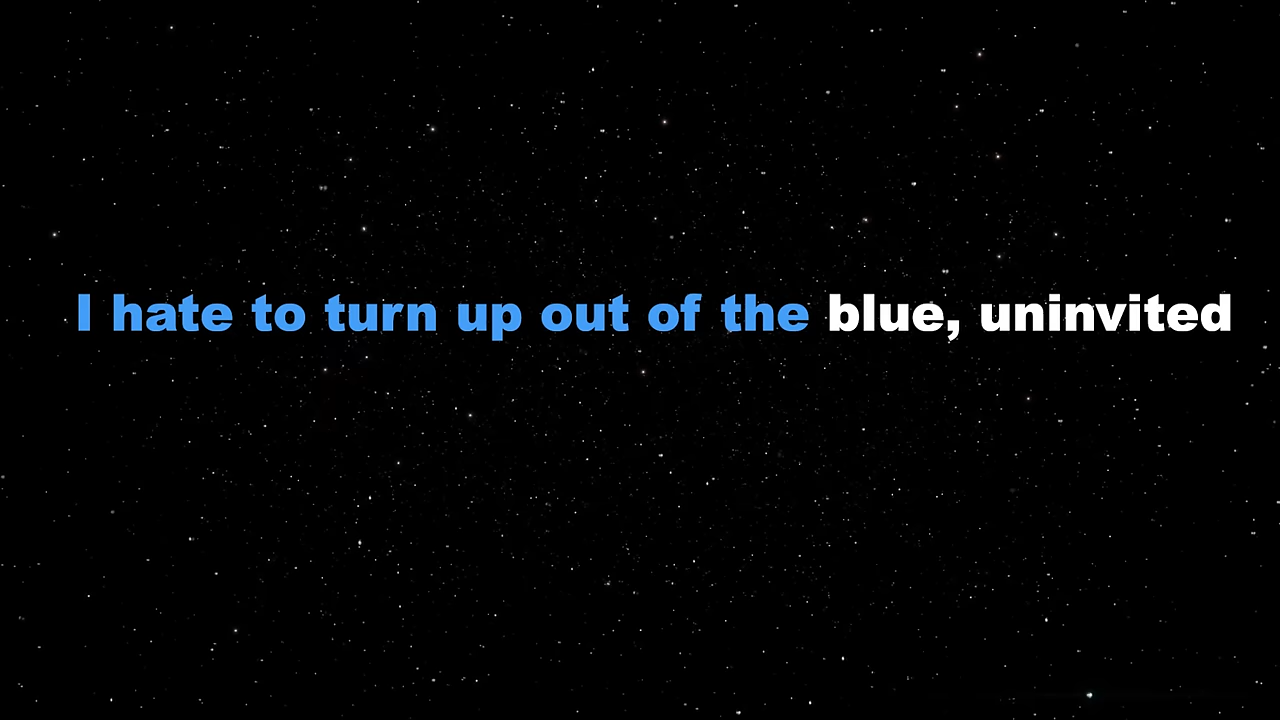 I hate to turn up out of the blue, uninvited